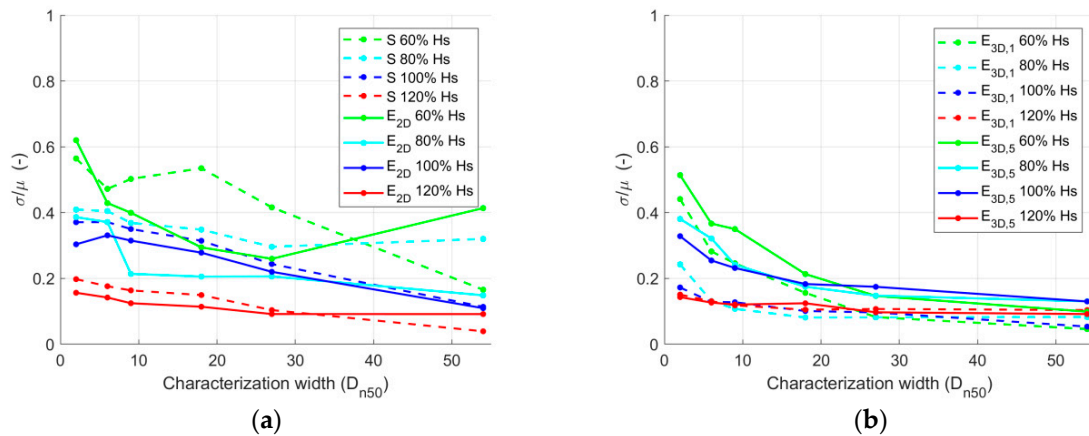 1
0.8
0.6
0.4
0.2
0
σ/μ (-)
0 10 20 30 40 50
Characterization width (Dn50)
S 60% Hs
S 80% Hs
S 100% Hs
S 120% Hs
E2D 60% Hs
E2D 80% Hs
E2D 100% Hs
E2D 120% Hs
(a)
1
0.8
0.6
0.4
0.2
0
σ/μ (-)
0 10 20 30 40 50
Characterization width (Dn50)
E3D,1 60% Hs
E3D,1 80% Hs
E3D,1 100% Hs
E3D,1 120% Hs
E3D,5 60% Hs
E3D,5 80% Hs
E3D,5 100% Hs
E3D,5 120% Hs
(b)